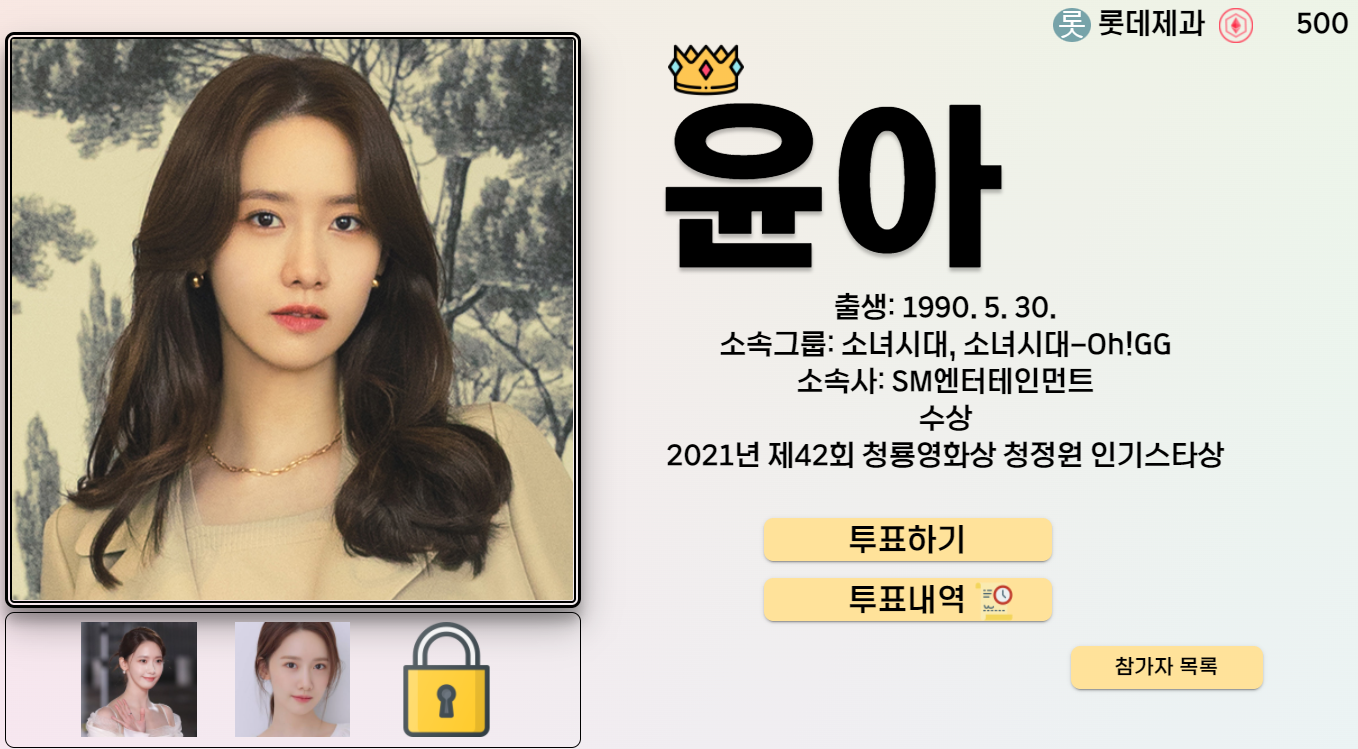 롯 롯데제과 500
윤아
출생: 1990. 5. 30.
소속그룹: 소녀시대, 소녀시대-Oh!GG
소속사: SM엔터테인먼트
수상
2021년 제42회 청룡영화상 청정원 인기스타상
투표하기
투표내역
참가자 목록